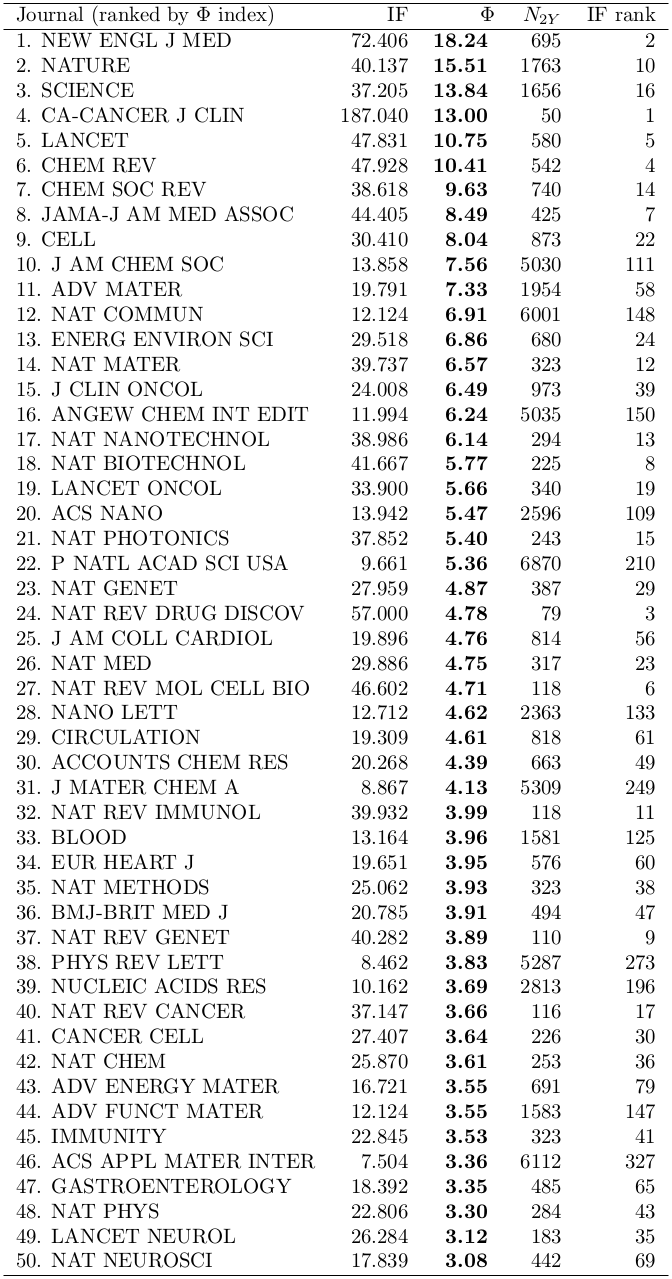 Journal (ranked by Φ index) IF Φ N2Y IF rank
1. NEW ENGL J MED 72.406 18.24 695 2
2. NATURE 40.137 15.51 1763 10
3. SCIENCE 37.205 13.84 1656 16
4. CA-CANCER J CLIN 187.040 13.00 50 1
5. LANCET 47.831 10.75 580 5
6. CHEM REV 47.928 10.41 542 4
7. CHEM SOC REV 38.618 9.63 740 14
8. JAMA-J AM MED ASSOC 44.405 8.49 425 7
9. CELL 30.410 8.04 873 22
10. J AM CHEM SOC 13.858 7.56 5030 111
11. ADV MATER 19.791 7.33 1954 58
12. NAT COMMUN 12.124 6.91 6001 148
13. ENERG ENVIRON SCI 29.518 6.86 680 24
14. NAT MATER 39.737 6.57 323 12
15. J CLIN ONCOL 24.008 6.49 973 39
16. ANGEW CHEM INT EDIT 11.994 6.24 5035 150
17. NAT NANOTECHNOL 38.986 6.14 294 13
18. NAT BIOTECHNOL 41.667 5.77 225 8
19. LANCET ONCOL 33.900 5.66 340 19
20. ACS NANO 13.942 5.47 2596 109
21. NAT PHOTONICS 37.852 5.40 243 15
22. P NATL ACAD SCI USA 9.661 5.36 6870 210
23. NAT GENET 27.959 4.87 387 29
24. NAT REV DRUG DISCOV 57.000 4.78 79 3
25. J AM COLL CARDIOL 19.896 4.76 814 56
26. NAT MED 29.886 4.75 317 23
27. NAT REV MOL CELL BIO 46.602 4.71 118 6
28. NANO LETT 12.712 4.62 2363 133
29. CIRCULATION 19.309 4.61 818 61
30. ACCOUNTS CHEM RES 20.268 4.39 663 49
31. J MATER CHEM A 8.867 4.13 5309 249
32. NAT REV IMMUNOL 39.932 3.99 118 11
33. BLOOD 13.164 3.96 1581 125
34. EUR HEART J 19.651 3.95 576 60
35. NAT METHODS 25.062 3.93 323 38
36. BMJ-BRIT MED J 20.785 3.91 494 47
37. NAT REV GENET 40.282 3.89 110 9
38. PHYS REV LETT 8.462 3.83 5287 273
39. NUCLEIC ACIDS RES 10.162 3.69 2813 196
40. NAT REV CANCER 37.147 3.66 116 17
41. CANCER CELL 27.407 3.64 226 30
42. NAT CHEM 25.870 3.61 253 36
43. ADV ENERGY MATER 16.721 3.55 691 79
44. ADV FUNCT MATER 12.124 3.55 1583 147
45. IMMUNITY 22.845 3.53 323 41
46. ACS APPL MATER INTER 7.504 3.36 6112 327
47. GASTROENTEROLOGY 18.392 3.35 485 65
48. NAT PHYS 22.806 3.30 284 43
49. LANCET NEUROL 26.284 3.12 183 35
50. NAT NEUROSCI 17.839 3.08 442 69